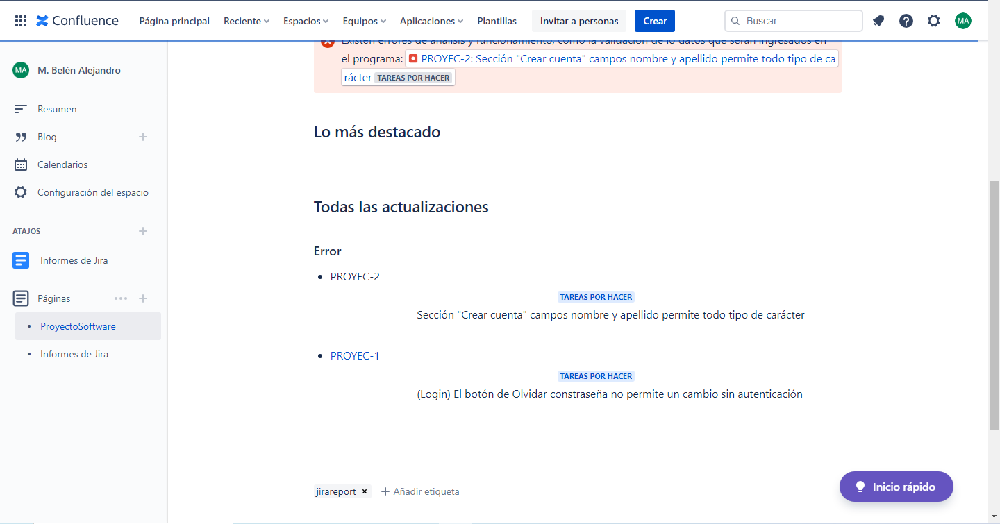 Confluence
Página principal
Reciente
Espacios
Equipos
Aplicaciones
Plantillas
Invitar a personas
Crear
Buscar
MA
MA
M. Belén Alejandro
Resumen
Blog
Calendarios
Configuración del espacio
ATAJOS
Informes de Jira
Páginas
ProyectoSoftware
Informes de Jira
Existen errores de análisis y funcionamiento, como la validación de lo datos que serán ingresados en
el programa: PROYEC-2: Sección "Crear cuenta" campos nombre y apellido permite todo tipo de ca
rácter TAREAS POR HACER
Lo más destacado
Todas las actualizaciones
Error
PROYEC-2
TAREAS POR HACER
Sección "Crear cuenta" campos nombre y apellido permite todo tipo de carácter
PROYEC-1
TAREAS POR HACER
(Login) El botón de Olvidar constraseña no permite un cambio sin autenticación
jirareport × + Añadir etiqueta
Inicio rápido